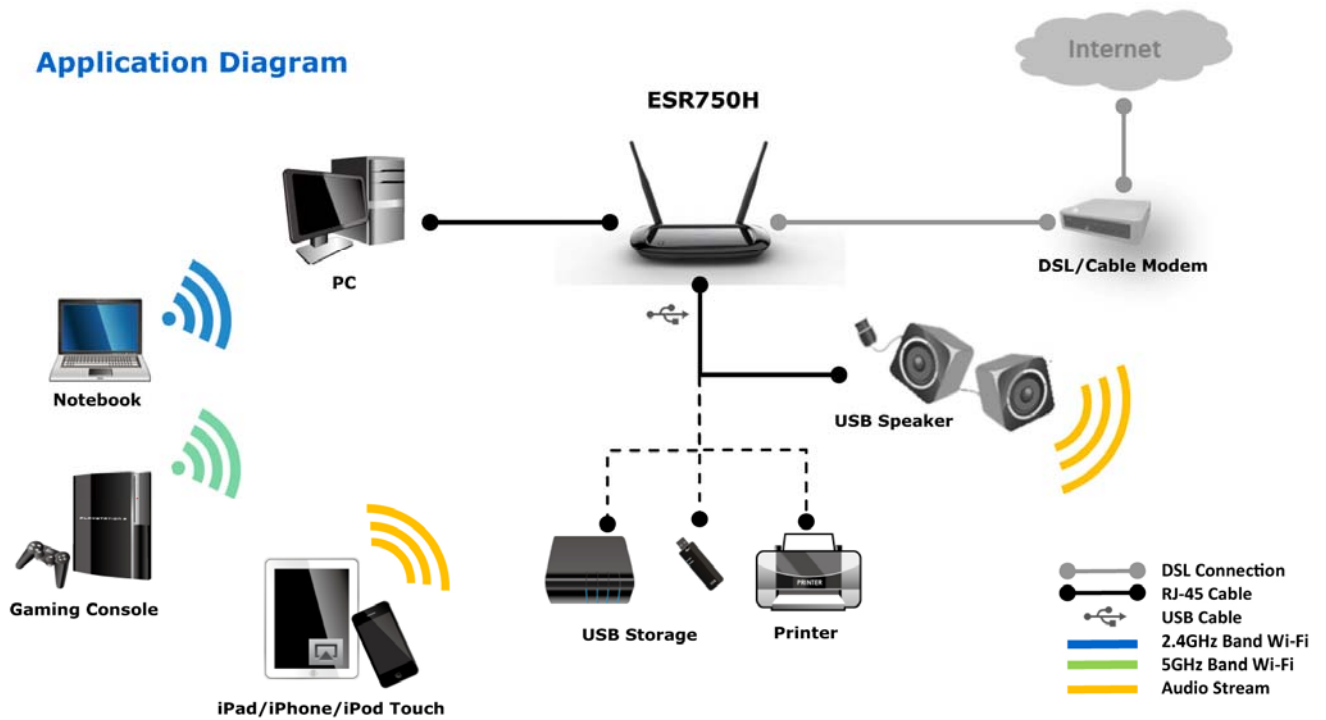 Application Diagram
Internet
ESR750H
PC
DSL/Cable Modem
Notebook
USB Speaker
Gaming Console
PRINTER
USB Storage
Printer
iPad/iPhone/iPod Touch
DSL Connection
RJ-45 Cable
USB Cable
2.4GHz Band Wi-Fi
5GHz Band Wi-Fi
Audio Stream